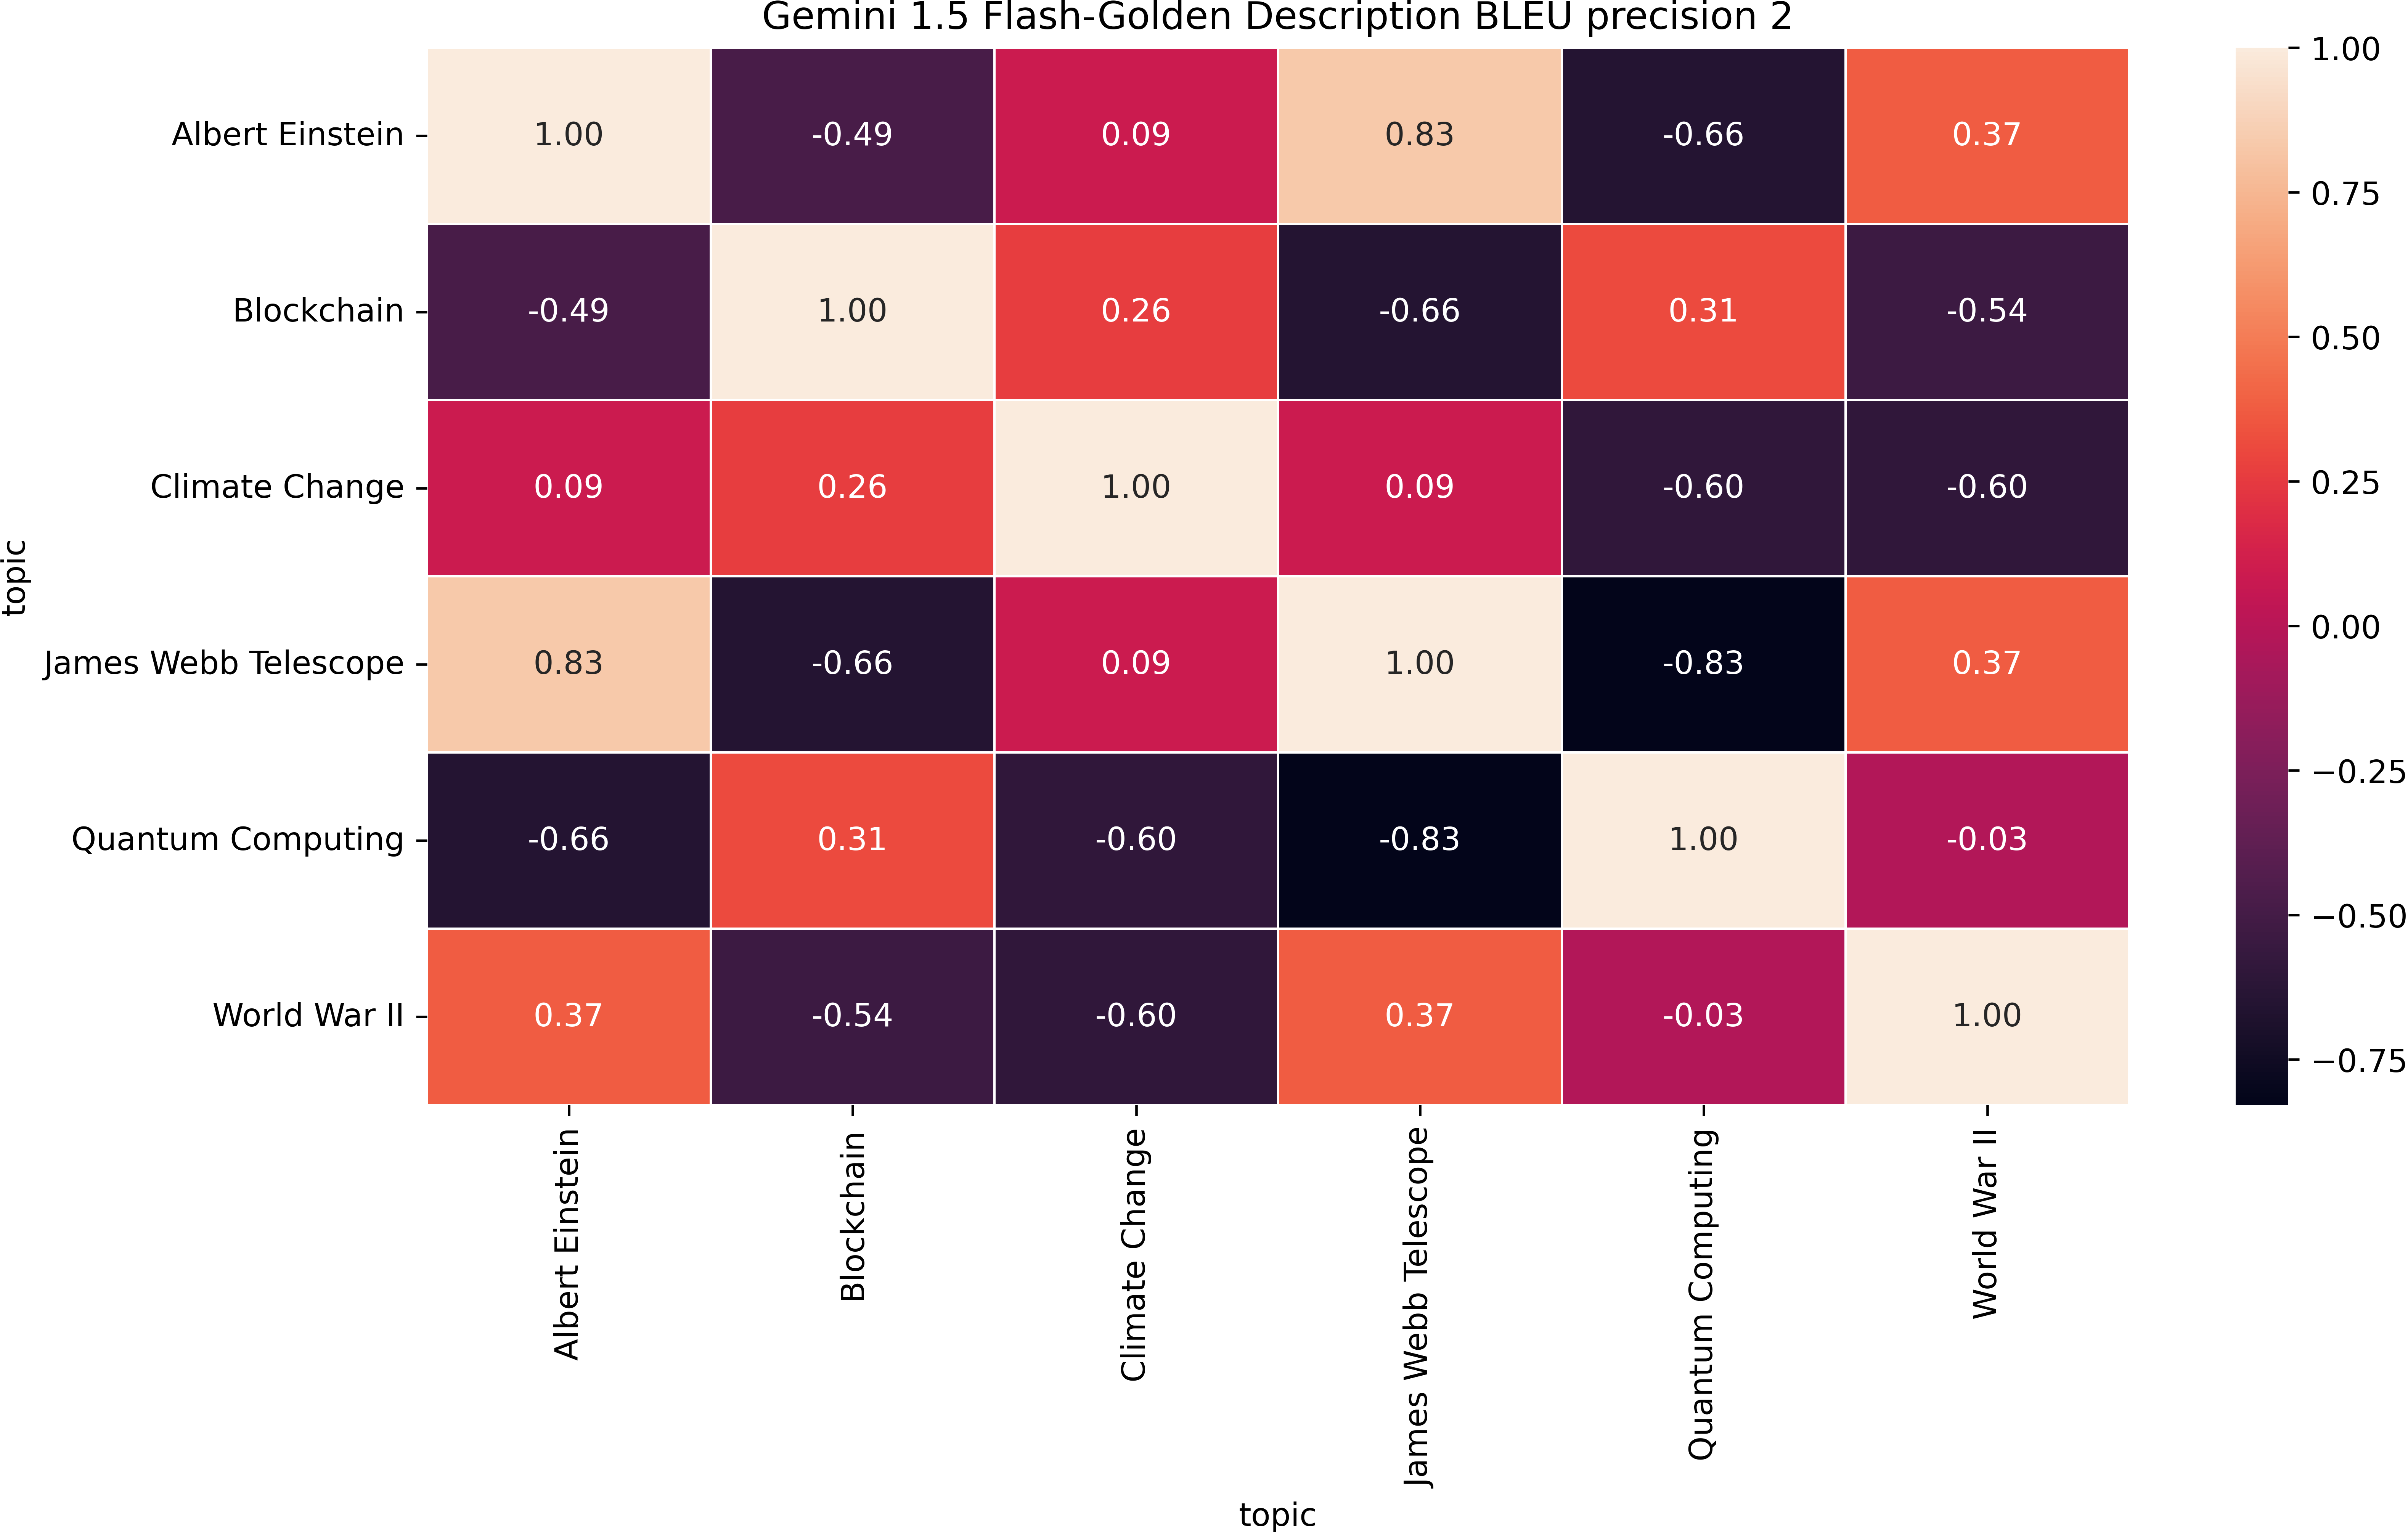 Gemini 1.5 Flash-Golden Description BLEU precision 2
topic
Albert Einstein 1.00 -0.49 0.09 0.83 -0.66 0.37
Blockchain -0.49 1.00 0.26 -0.66 0.31 -0.54
Climate Change 0.09 0.26 1.00 0.09 -0.60 -0.60
James Webb Telescope 0.83 -0.66 0.09 1.00 -0.83 0.37
Quantum Computing -0.66 0.31 -0.60 -0.83 1.00 -0.03
World War II 0.37 -0.54 -0.60 0.37 -0.03 1.00
Albert Einstein
Blockchain
Climate Change
James Webb Telescope
Quantum Computing
World War II
topic
1.00
0.75
0.50
0.25
0.00
−0.25
−0.50
−0.75